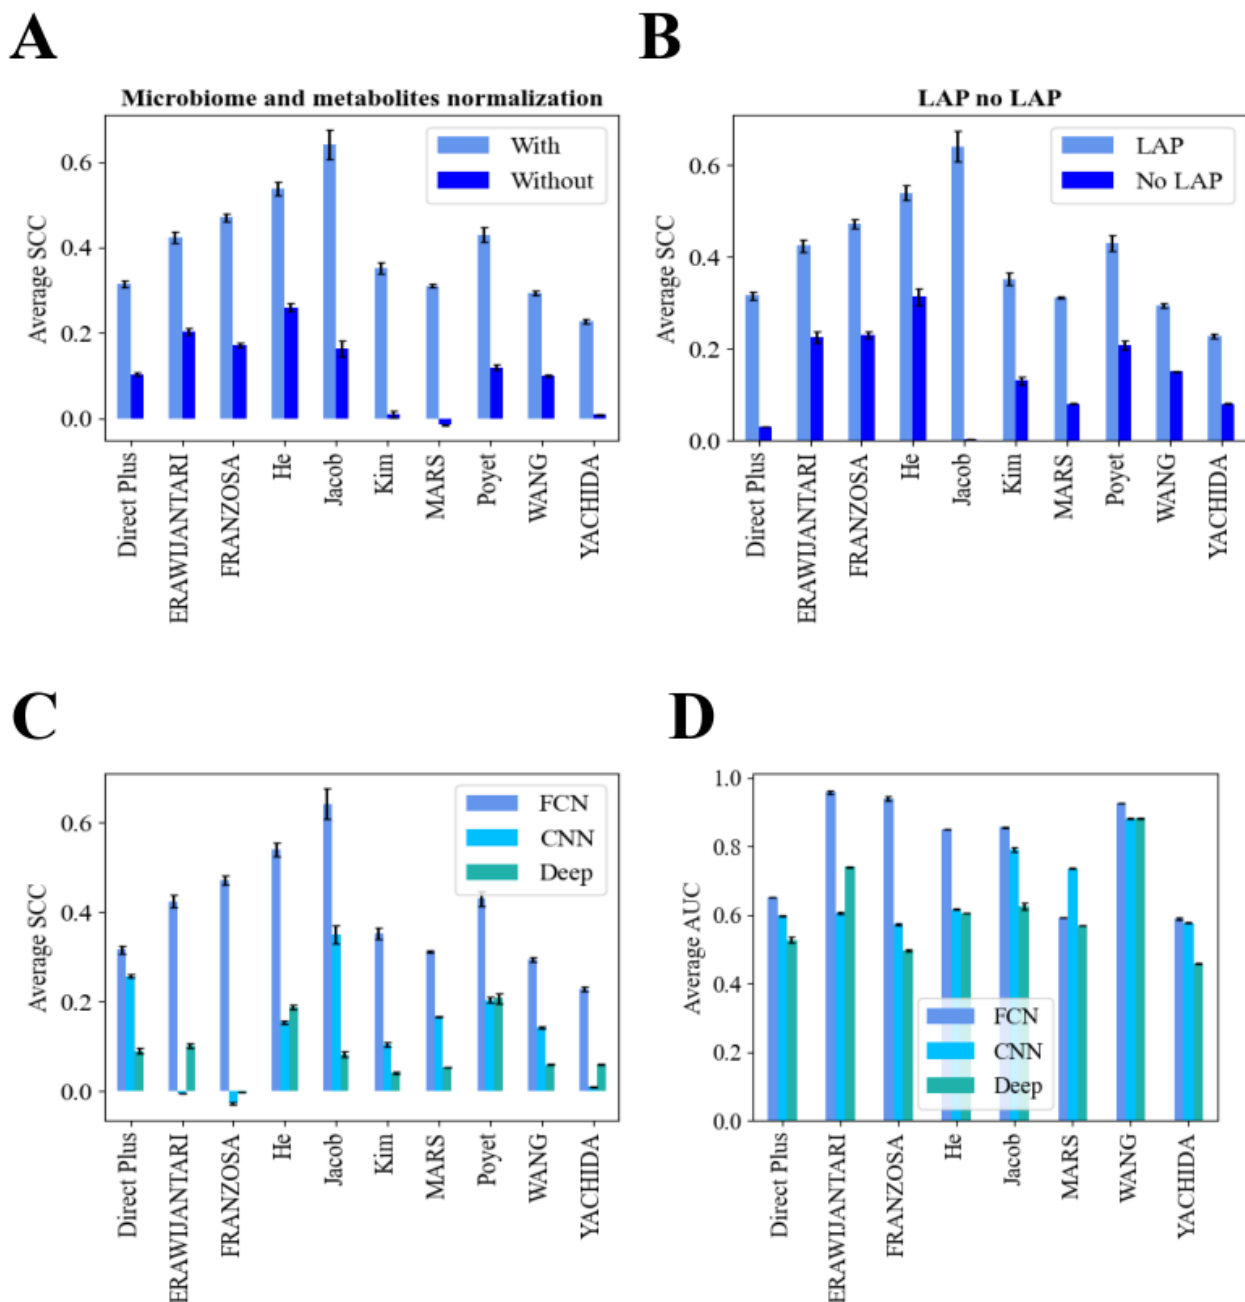 A
B
Microbiome and metabolites normalization
LAP no LAP
Average SCC
0.6
0.4
0.2
0.0
With
Without
Direct Plus
ERAWIJANTARI
FRANZOSA
He
Jacob
Kim
MARS
Poyet
WANG
YACHIDA
Average SCC
0.6
0.4
0.2
0.0
LAP
No LAP
Direct Plus
ERAWIJANTARI
FRANZOSA
He
Jacob
Kim
MARS
Poyet
WANG
YACHIDA
C
D
Average SCC
0.6
0.4
0.2
0.0
FCN
CNN
Deep
Direct Plus
ERAWIJANTARI
FRANZOSA
He
Jacob
Kim
MARS
Poyet
WANG
YACHIDA
Average AUC
1.0
0.8
0.6
0.4
0.2
0.0
FCN
CNN
Deep
Direct Plus
ERAWIJANTARI
FRANZOSA
He
Jacob
MARS
WANG
YACHIDA